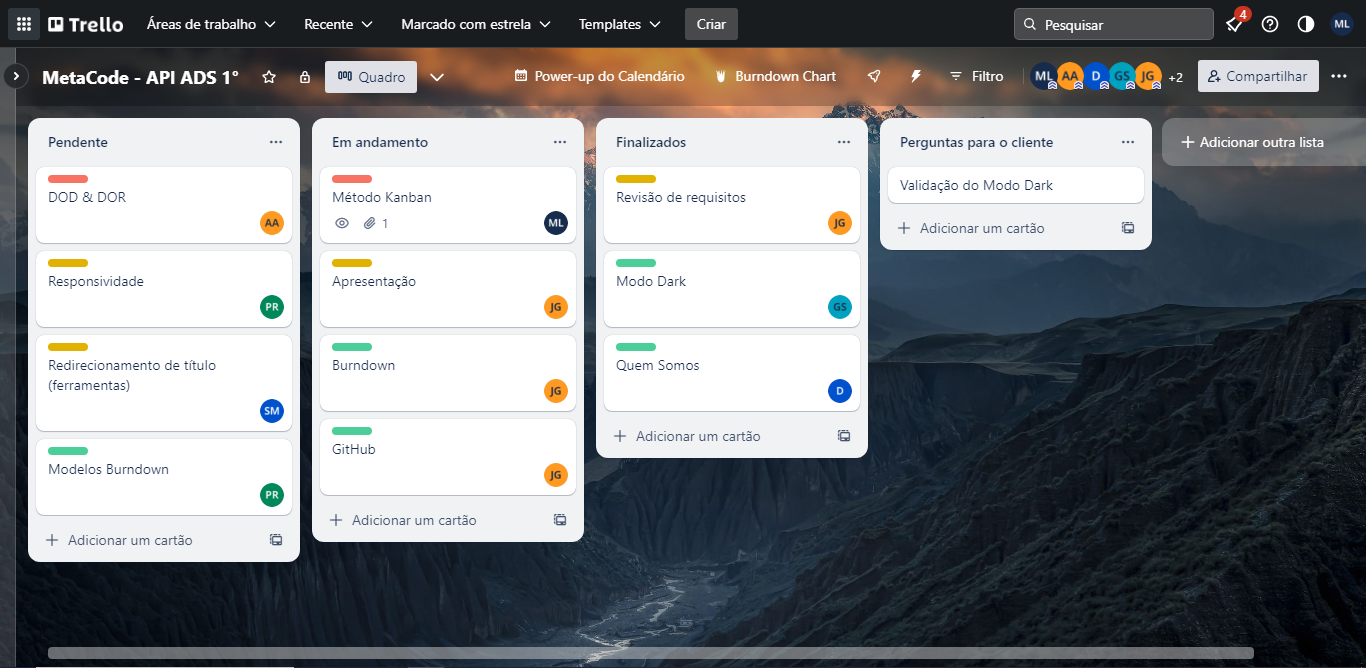 Trello
Áreas de trabalho
Recente
Marcado com estrela
Templates
Criar
Pesquisar
4
ML
MetaCode - API ADS 1°
Quadro
Power-up do Calendário
Burndown Chart
Filtro
ML
AA
D
GS
JG
+2
Compartilhar
Pendente
DOD & DOR
AA
Responsividade
PR
Redirecionamento de título
(ferramentas)
SM
Modelos Burndown
PR
Adicionar um cartão
Em andamento
Método Kanban
1
ML
Apresentação
JG
Burndown
JG
GitHub
JG
Adicionar um cartão
Finalizados
Revisão de requisitos
JG
Modo Dark
GS
Quem Somos
D
Adicionar um cartão
Perguntas para o cliente
Validação do Modo Dark
Adicionar um cartão
Adicionar outra lista